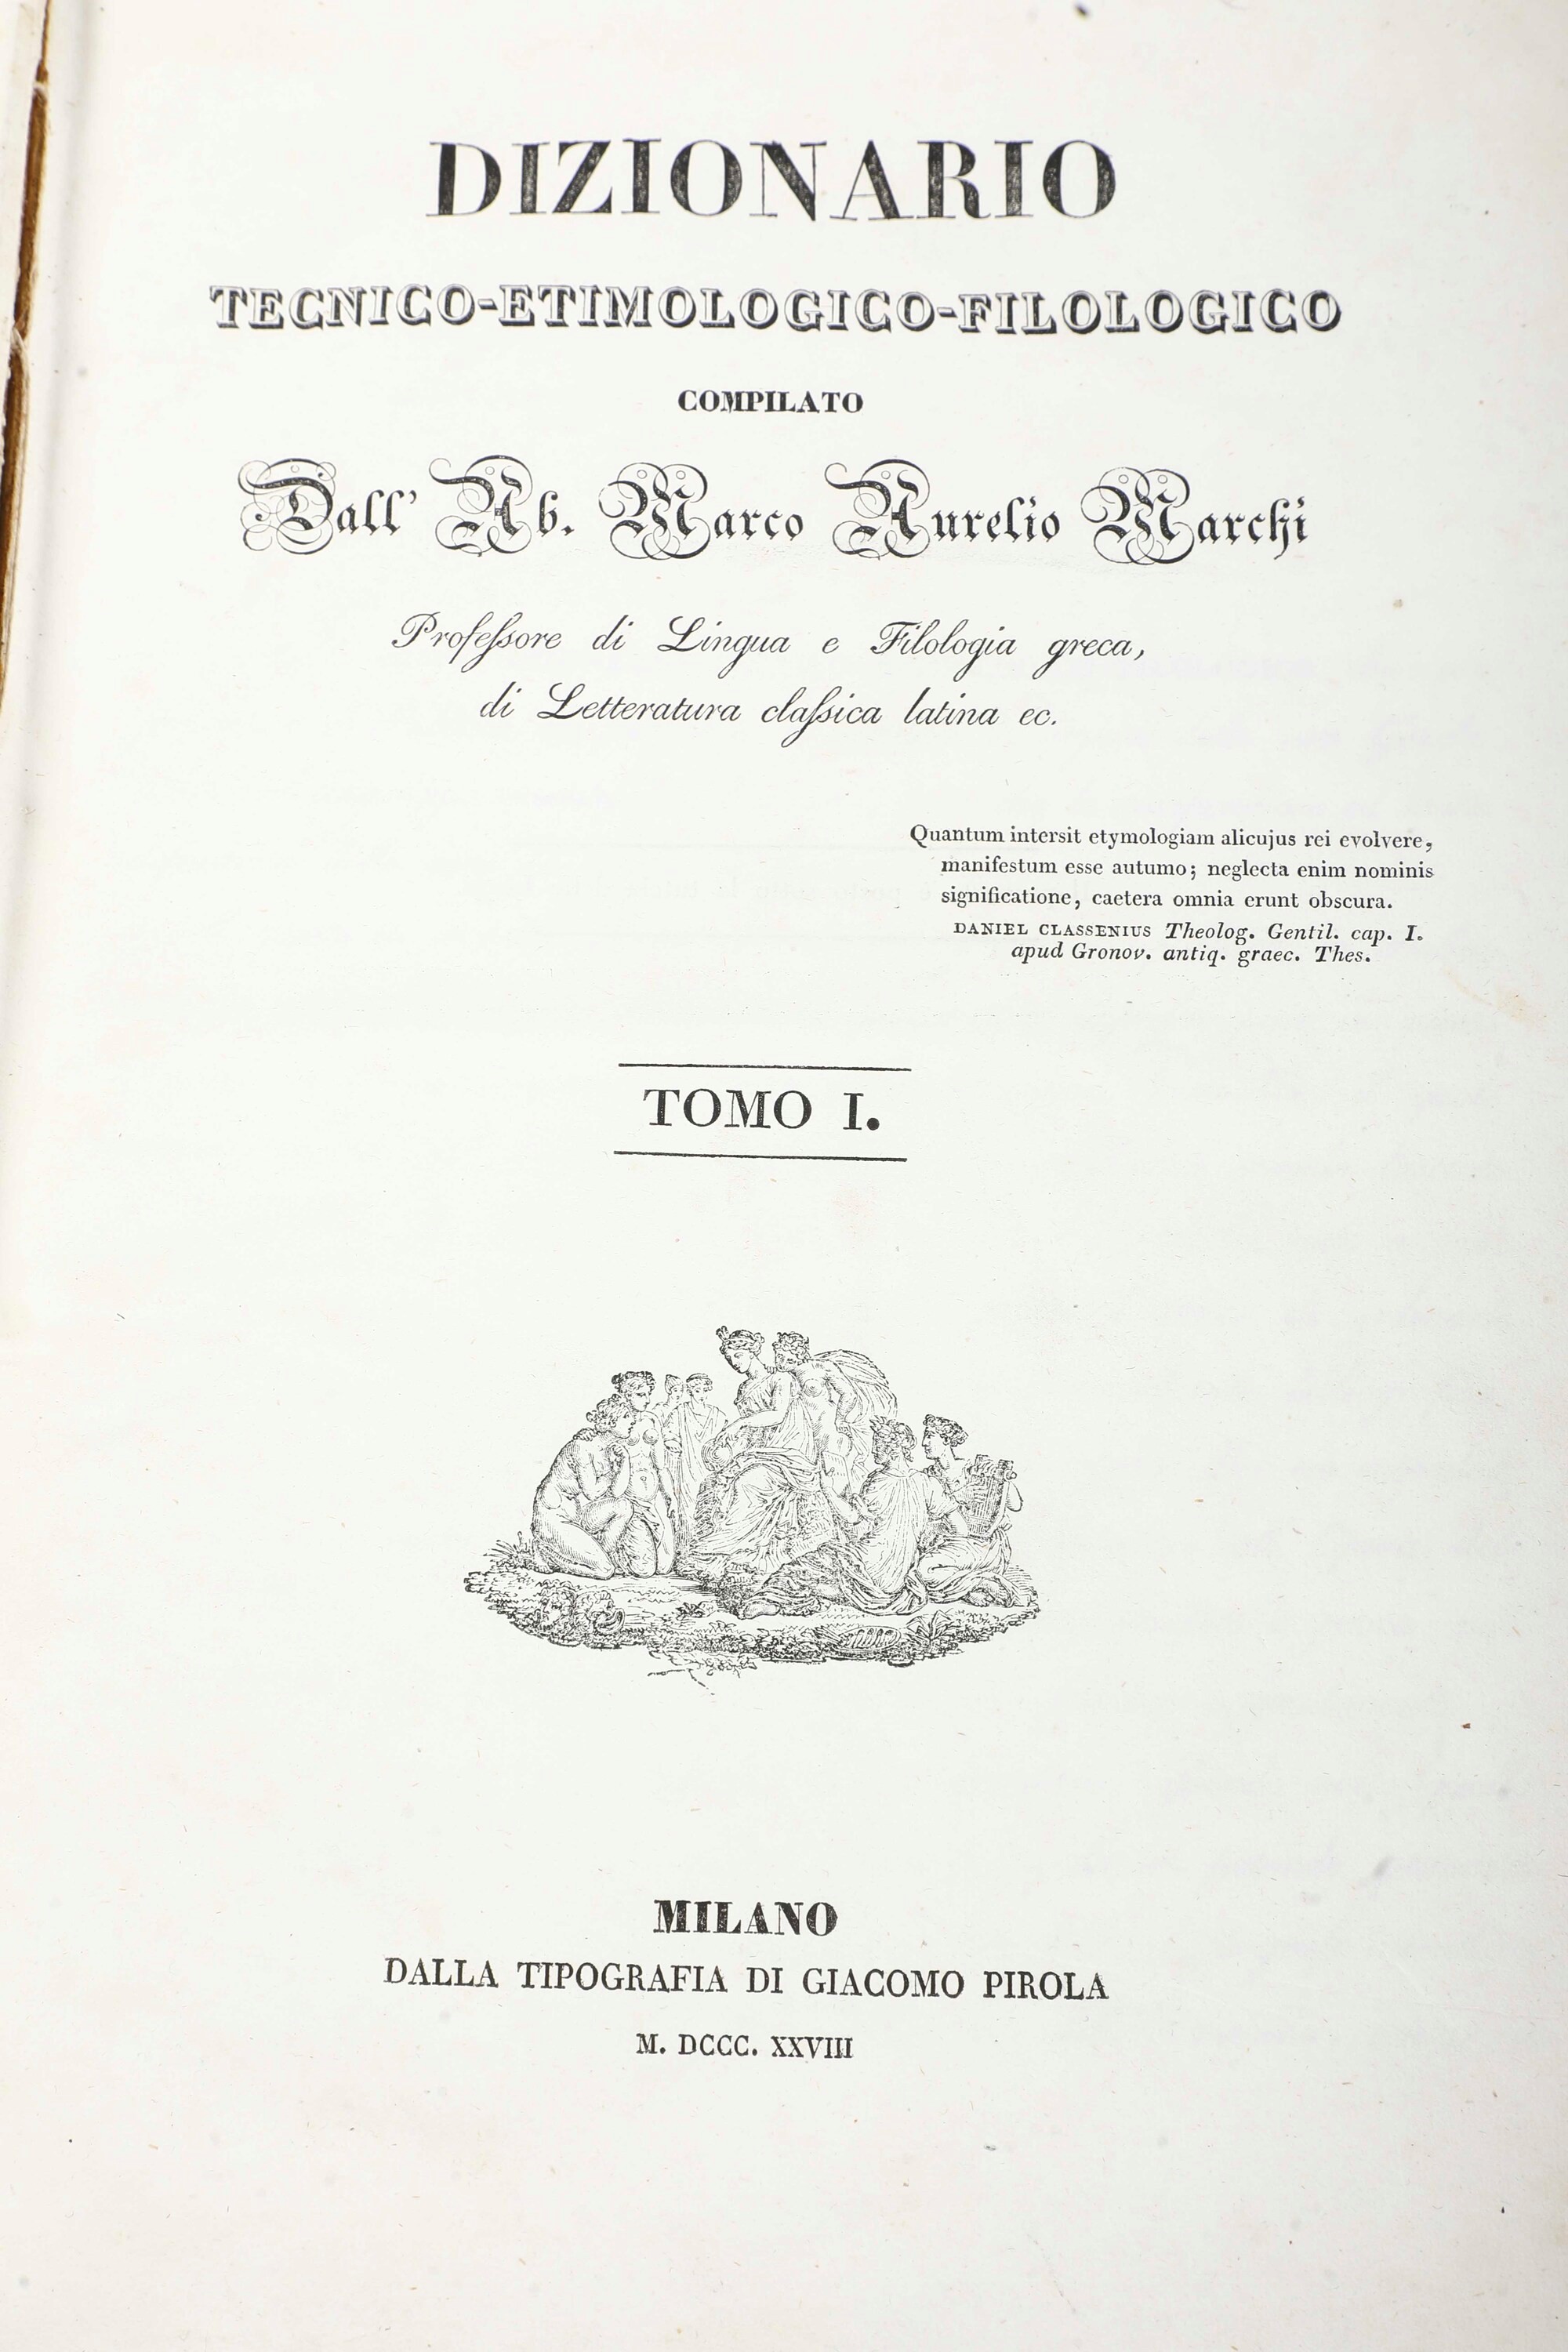 DIZIONARIO
TECNICO-ETIMOLOGICO-FILOLOGICO
COMPILATO
Dall' Ab. Marco Aurelio Marchi
Profeſsore di Lingua e Filologia greca,
di Letteratura claſsica latina ec.
Quantum intersit etymologiam alicujus rei evolvere,
manifestum esse autumo; neglecta enim nominis
significatione, caetera omnia erunt obscura.
DANIEL CLASSENIUS Theolog. Gentil. cap. I.
apud Gronov. antiq. graec. Thes.
TOMO I.
MILANO
DALLA TIPOGRAFIA DI GIACOMO PIROLA
M. DCCC. XXVIII